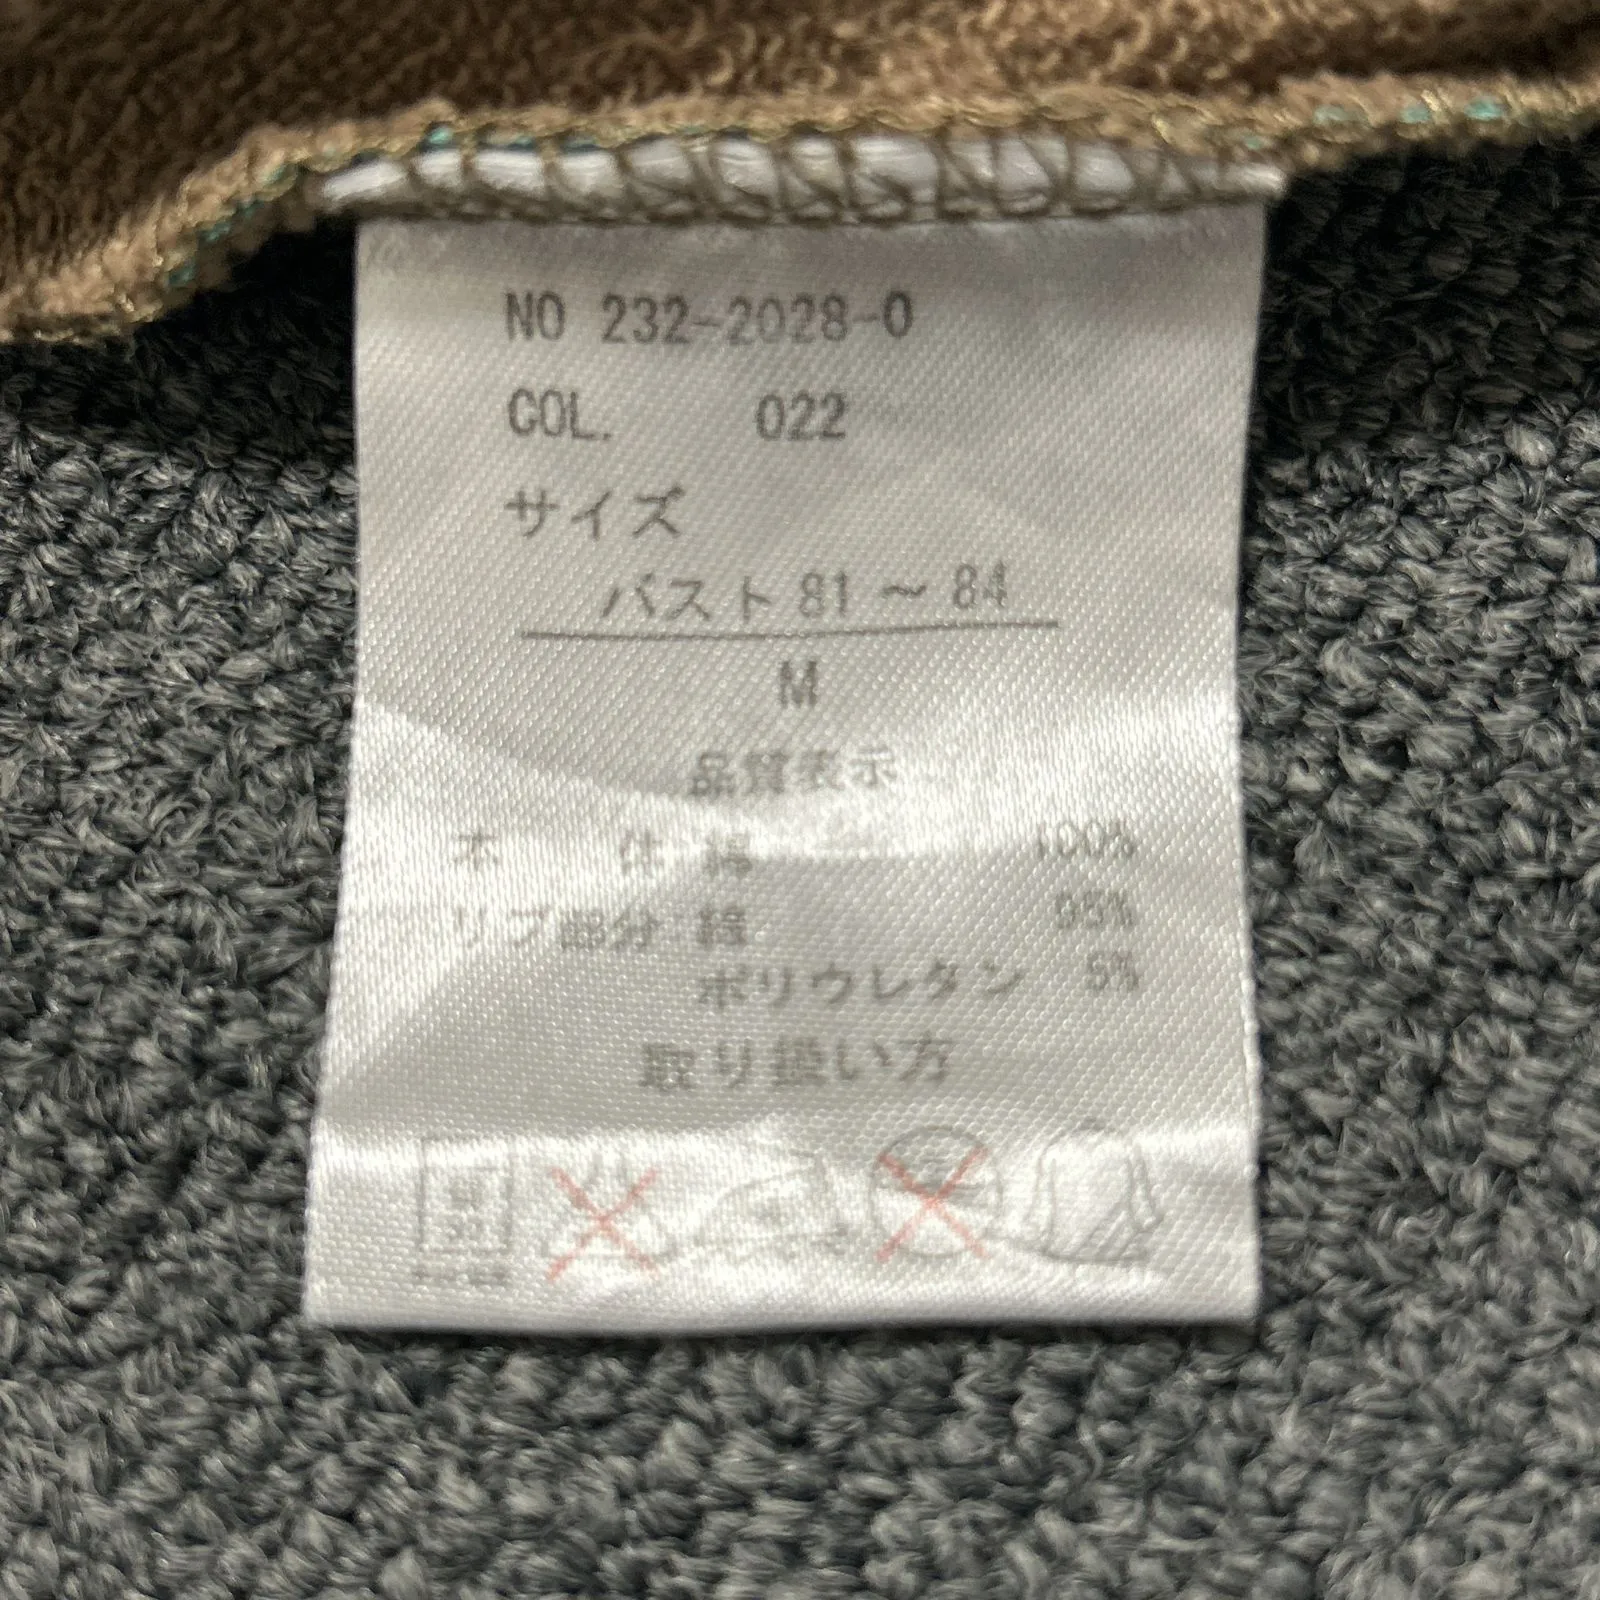 NO 232-2028-0
COL. 022
サイズ
バスト 81 ～ 84
M
品質表示
本 体 : 綿 100%
リブ部分 : 綿 95%
ポリウレタン 5%
取り扱い方